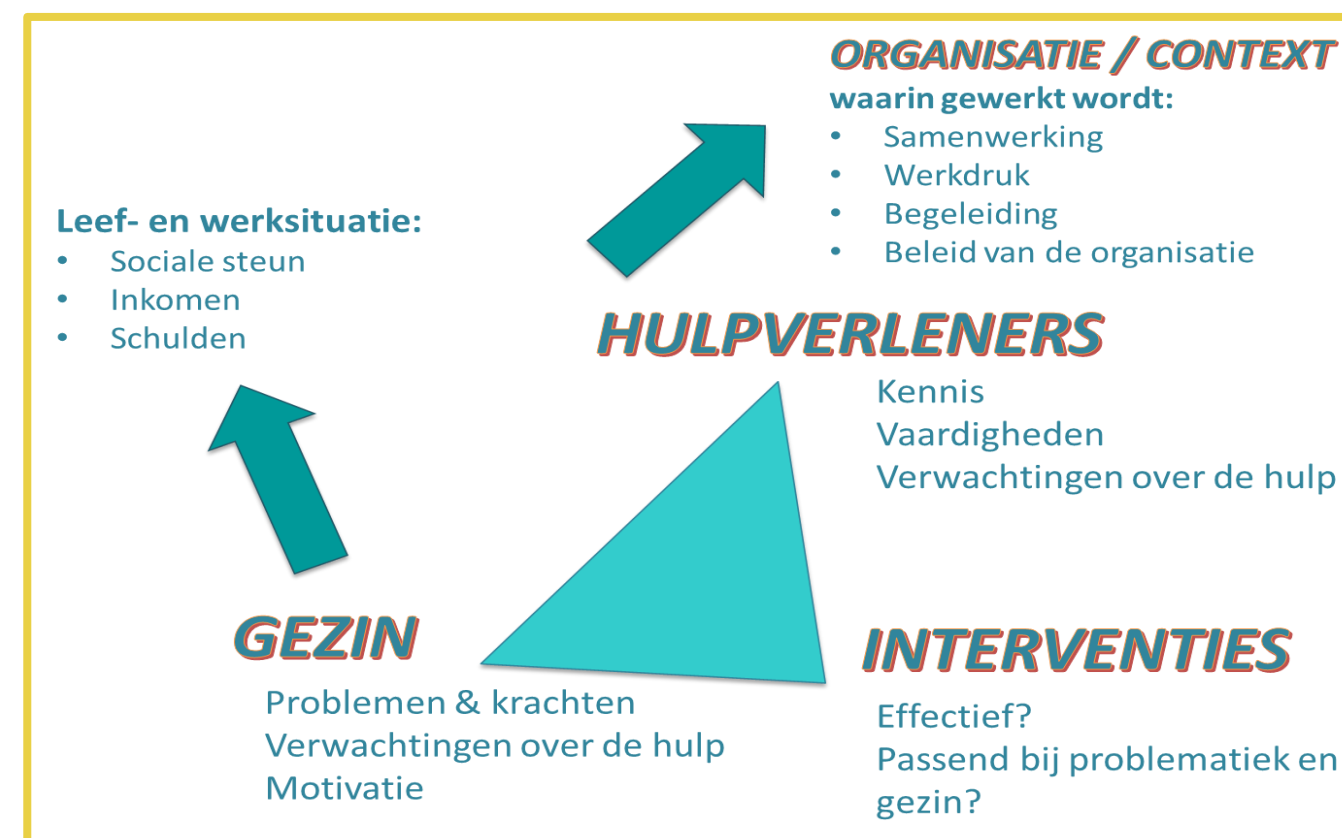 ORGANISATIE / CONTEXT
waarin gewerkt wordt:
• Samenwerking
• Werkdruk
• Begeleiding
• Beleid van de organisatie
Leef- en werksituatie:
• Sociale steun
• Inkomen
• Schulden
HULPVERLENERS
Kennis
Vaardigheden
Verwachtingen over de hulp
GEZIN
Problemen & krachten
Verwachtingen over de hulp
Motivatie
INTERVENTIES
Effectief?
Passend bij problematiek en
gezin?